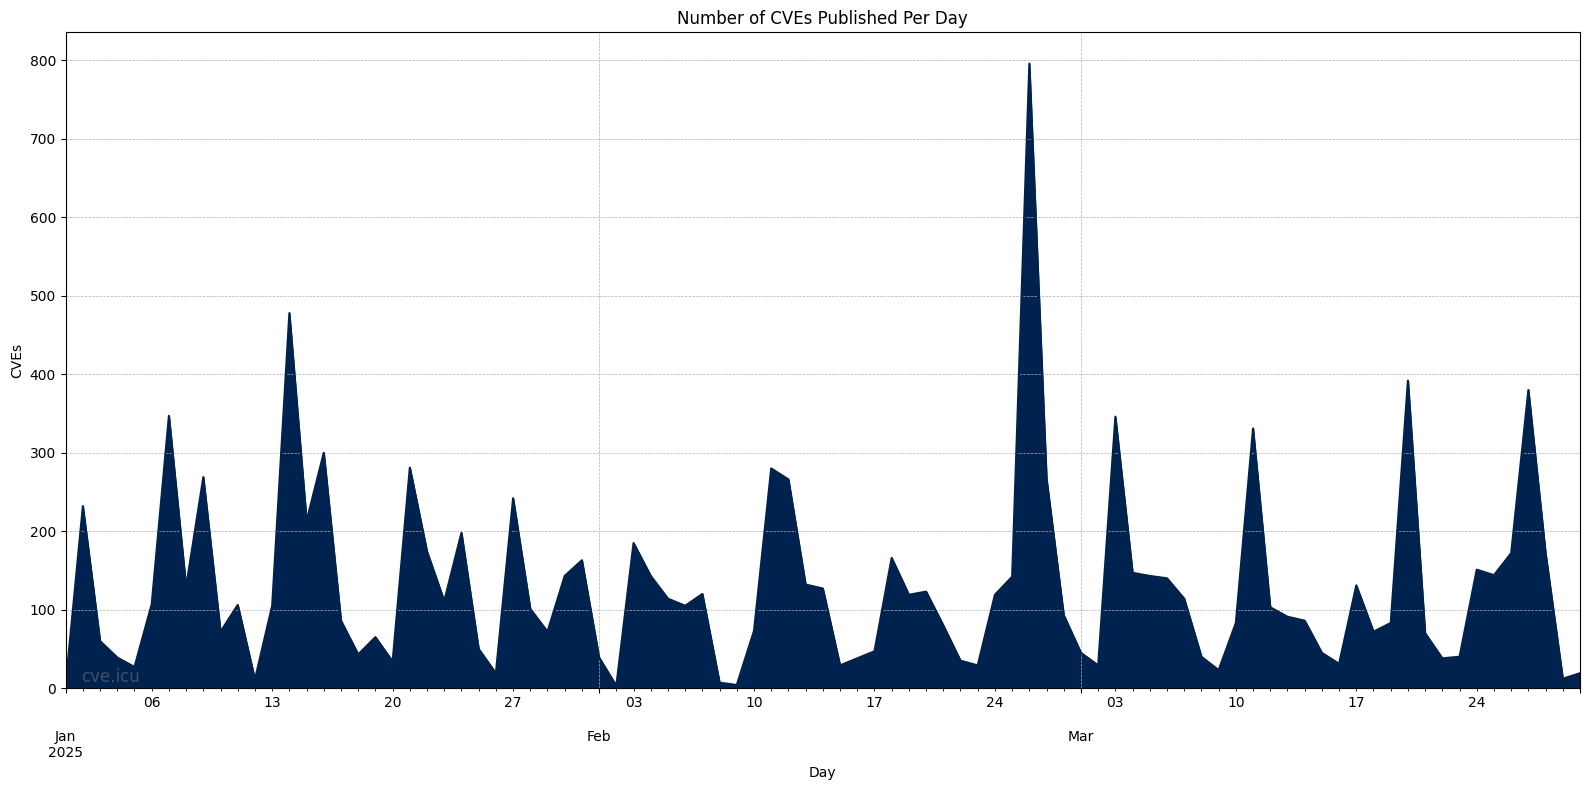 Number of CVEs Published Per Day
800
700
600
500
400
300
200
100
0
CVEs
cve.icu
06 13 20 27 03 10 17 24 03 10 17 24
Jan Feb Mar
2025
Day